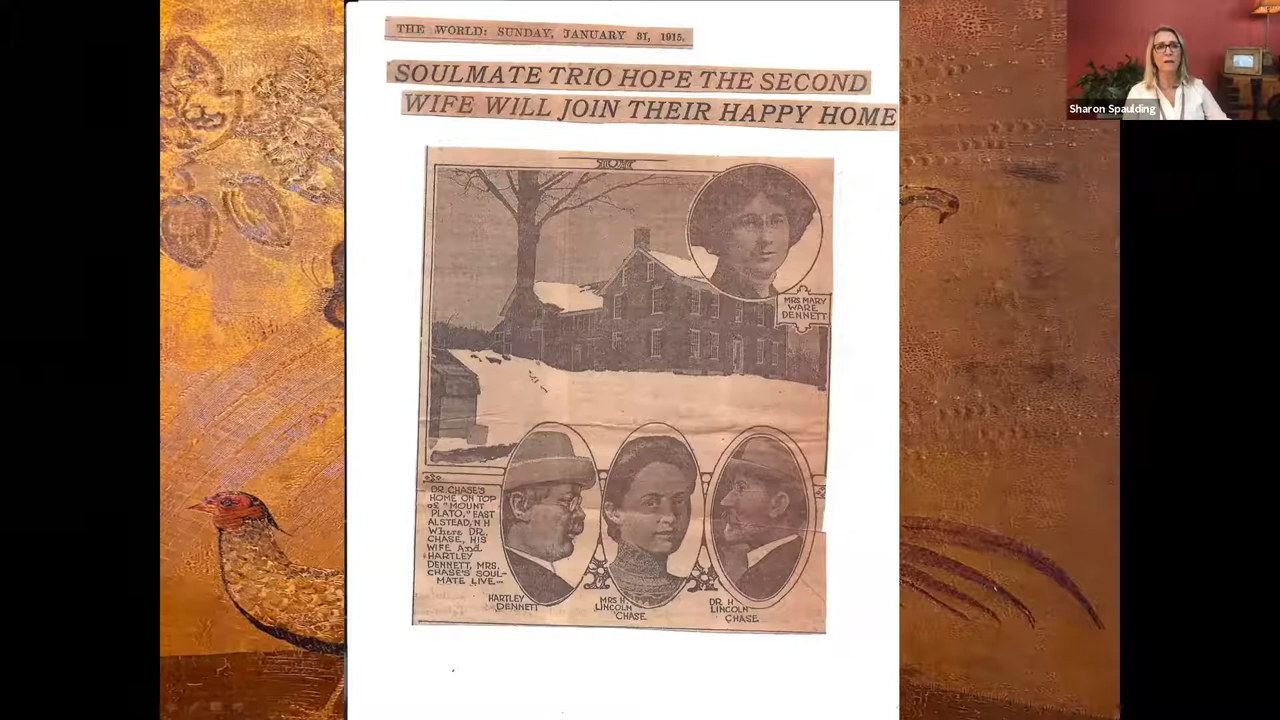 THE WORLD: SUNDAY, JANUARY 31, 1915.
SOULMATE TRIO HOPE THE SECOND
WIFE WILL JOIN THEIR HAPPY HOME
Sharon Spaulding
MRS MARY
WARE
DENNETT
DR. CHASE'S
HOME ON TOP
OF "MOUNT
PLATO," EAST
ALSTEAD, N H
WHERE DR.
CHASE, HIS
WIFE And
HARTLEY
DENNETT, MRS.
CHASE'S SOUL-
MATE LIVE
HARTLEY
DENNETT
MRS H
LINCOLN
CHASE
DR H
LINCOLN
CHASE